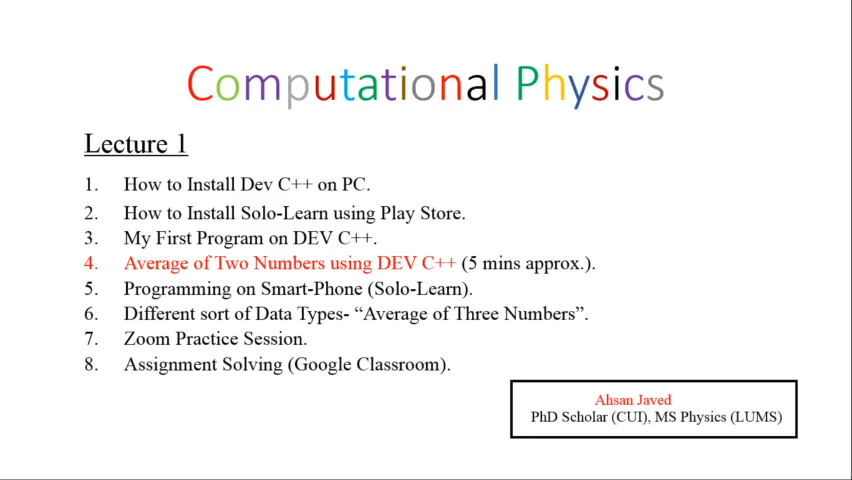 Computational Physics
Lecture 1
1. How to Install Dev C++ on PC.
2. How to Install Solo-Learn using Play Store.
3. My First Program on DEV C++.
4. Average of Two Numbers using DEV C++ (5 mins approx.).
5. Programming on Smart-Phone (Solo-Learn).
6. Different sort of Data Types- “Average of Three Numbers”.
7. Zoom Practice Session.
8. Assignment Solving (Google Classroom).
Ahsan Javed
PhD Scholar (CUI), MS Physics (LUMS)